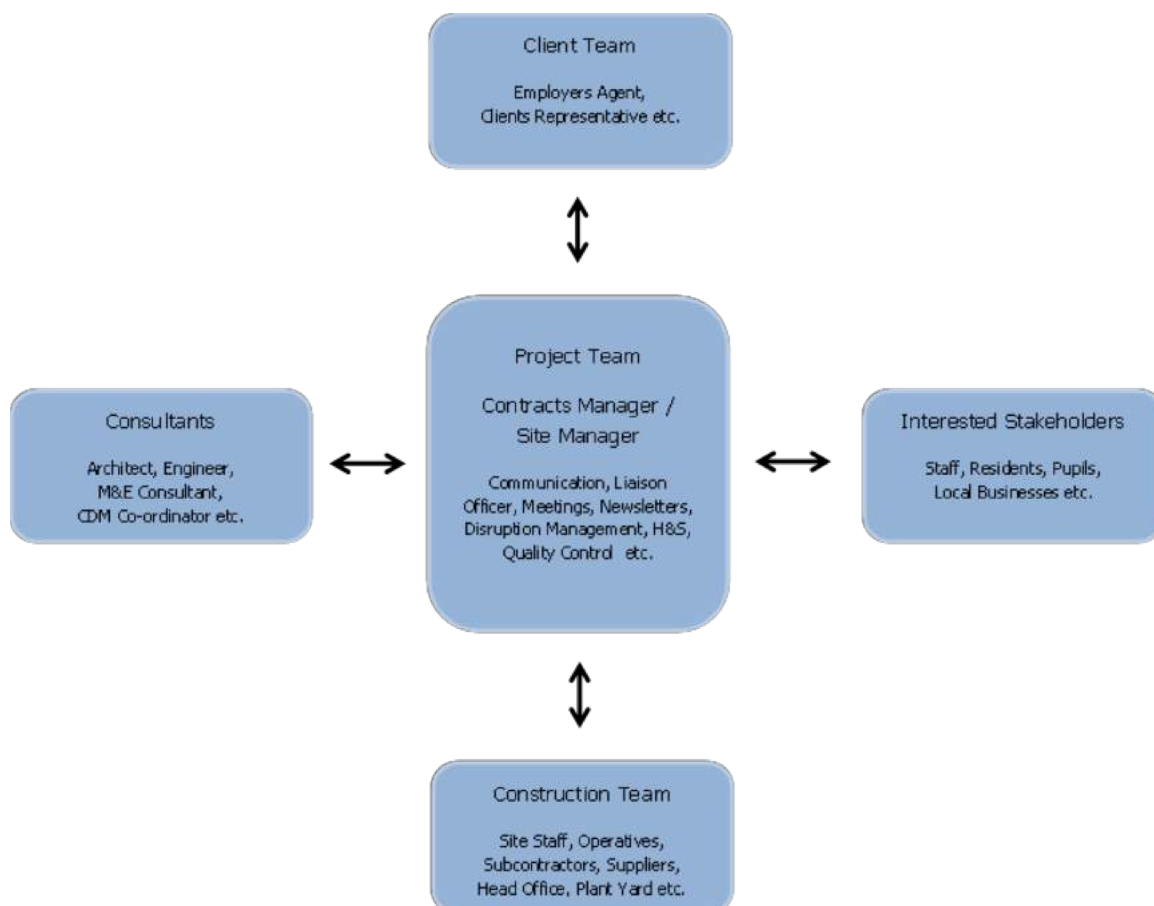 Client Team
Employers Agent,
Clients Representative etc.
Project Team
Contracts Manager /
Site Manager
Communication, Liaison
Officer, Meetings, Newsletters,
Disruption Management, H&S,
Quality Control etc.
Consultants
Architect, Engineer,
M&E Consultant,
CDM Co-ordinator etc.
Interested Stakeholders
Staff, Residents, Pupils,
Local Businesses etc.
Construction Team
Site Staff, Operatives,
Subcontractors, Suppliers,
Head Office, Plant Yard etc.